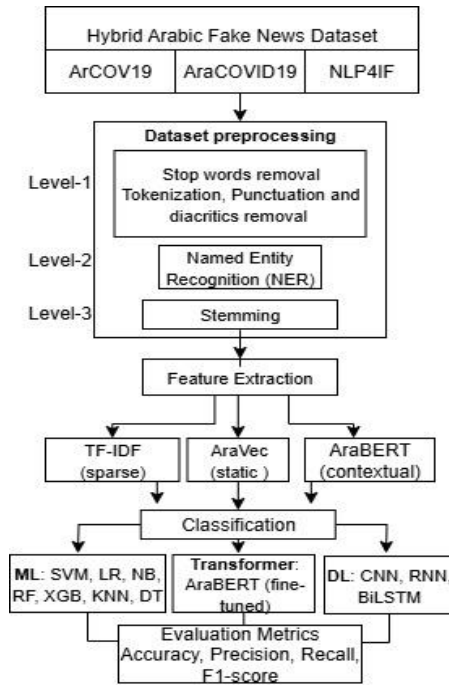 Hybrid Arabic Fake News Dataset
ArCOV19
AraCOVID19
NLP4IF
Dataset preprocessing
Level-1
Stop words removal
Tokenization, Punctuation and
diacritics removal
Level-2
Named Entity
Recognition (NER)
Level-3
Stemming
Feature Extraction
TF-IDF
(sparse)
AraVec
(static )
AraBERT
(contextual)
Classification
ML: SVM, LR, NB,
RF, XGB, KNN, DT
Transformer:
AraBERT (fine-
tuned)
DL: CNN, RNN,
BiLSTM
Evaluation Metrics
Accuracy, Precision, Recall,
F1-score